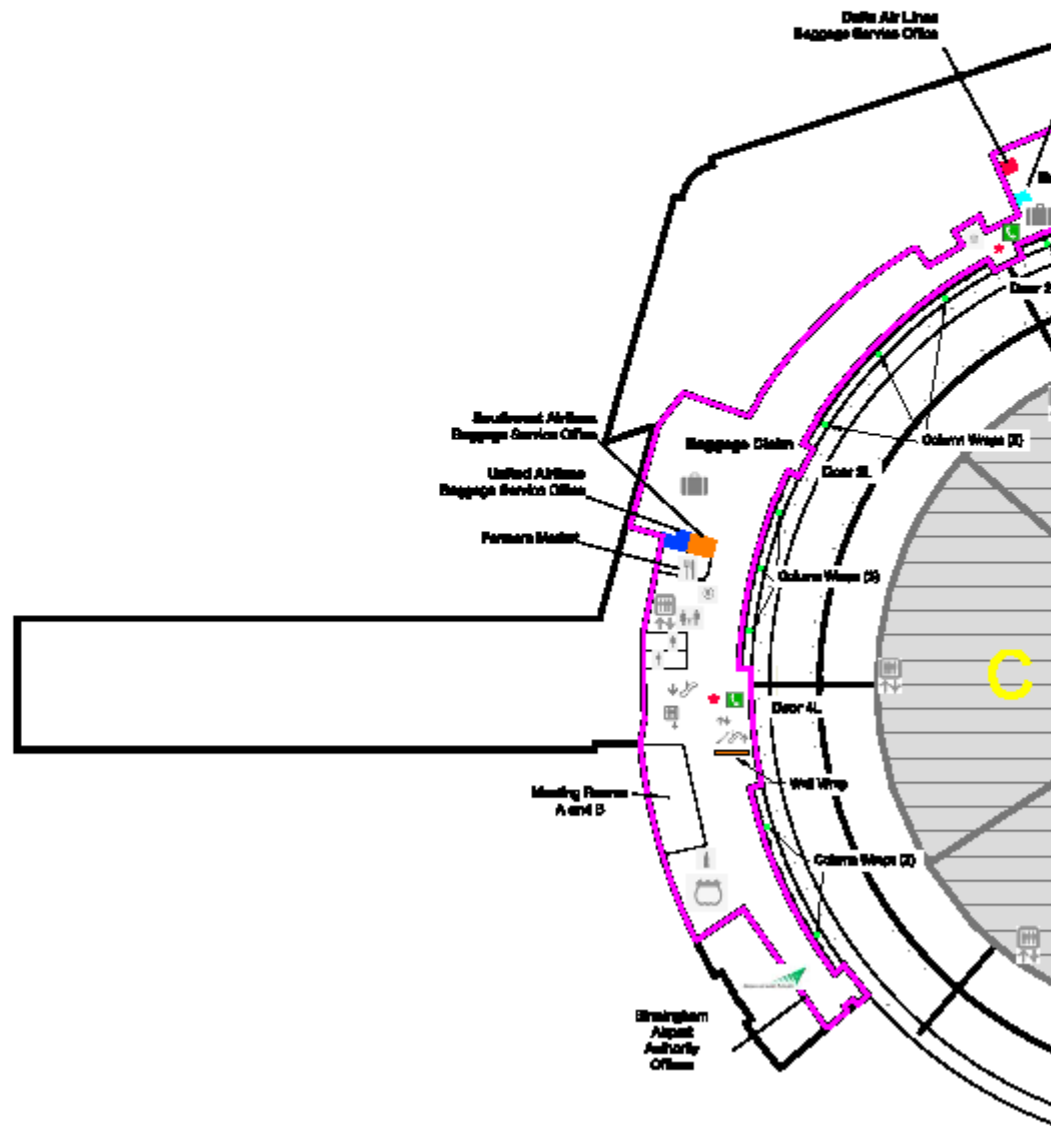 Delta Air Lines
Baggage Service Office
Door 2
Southwest Airlines
Baggage Service Office
Baggage Claim
Column Wraps (3)
Door 3L
United Airlines
Baggage Service Office
Farmers Market
Column Wraps (3)
C
Door 4L
Wall Wrap
Meeting Rooms
A and B
Column Wraps (2)
Birmingham
Airport
Authority
Offices